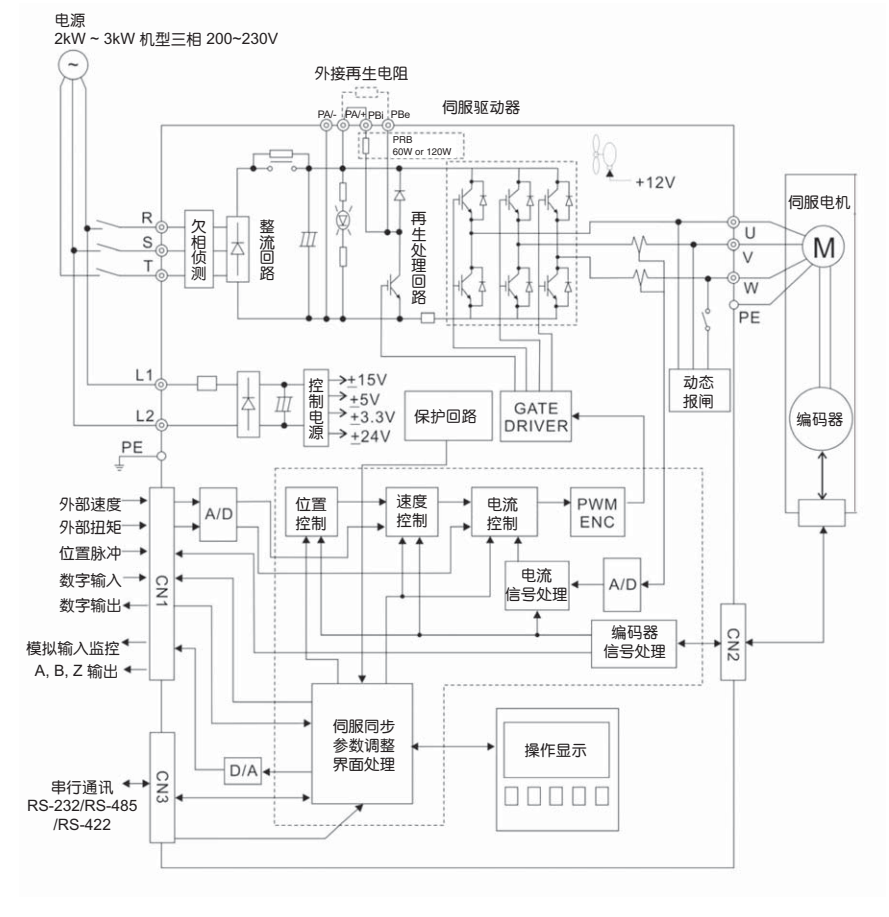 电源
2kW ~ 3kW 机型三相 200~230V
~
外接再生电阻
伺服驱动器
PA/- PA/+ PBi PBe
PRB
60W or 120W
+12V
伺服电机
R
S
T
欠相侦测
整流回路
再生处理回路
U
V
W
PE
M
L1
L2
PE
控制电源
+15V
+5V
+3.3V
+24V
保护回路
GATE
DRIVER
动态
报闸
编码器
外部速度
外部扭矩
位置脉冲
数字输入
数字输出
模拟输入监控
A, B, Z 输出
CN1
A/D
位置
控制
速度
控制
电流
控制
PWM
ENC
电流
信号处理
A/D
编码器
信号处理
CN2
伺服同步
参数调整
界面处理
D/A
操作显示
CN3
串行通讯
RS-232/RS-485
/RS-422